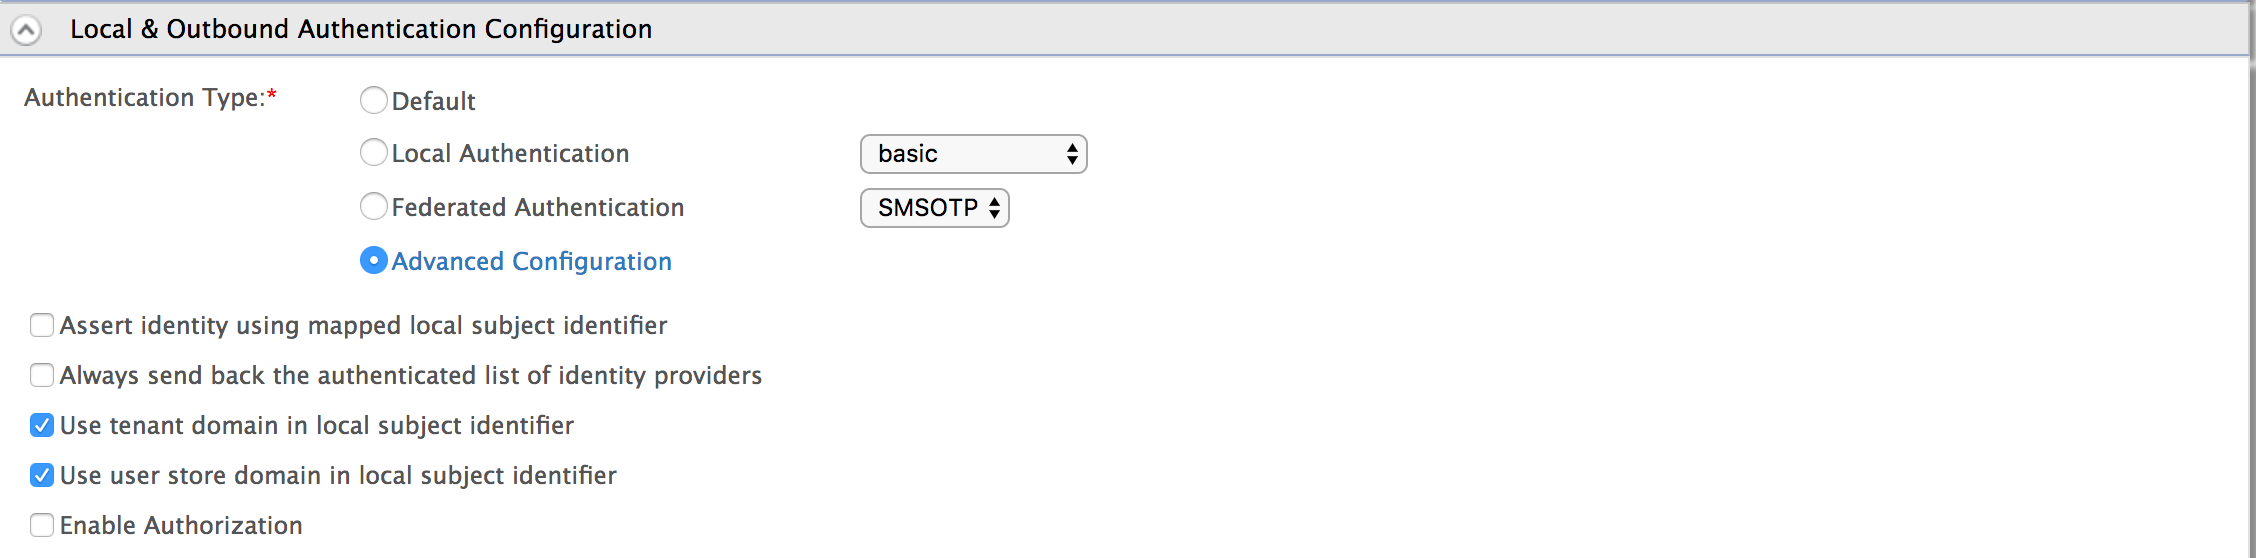 Local & Outbound Authentication Configuration
Authentication Type:*
Default
Local Authentication
basic
Federated Authentication
SMSOTP
Advanced Configuration
Assert identity using mapped local subject identifier
Always send back the authenticated list of identity providers
Use tenant domain in local subject identifier
Use user store domain in local subject identifier
Enable Authorization